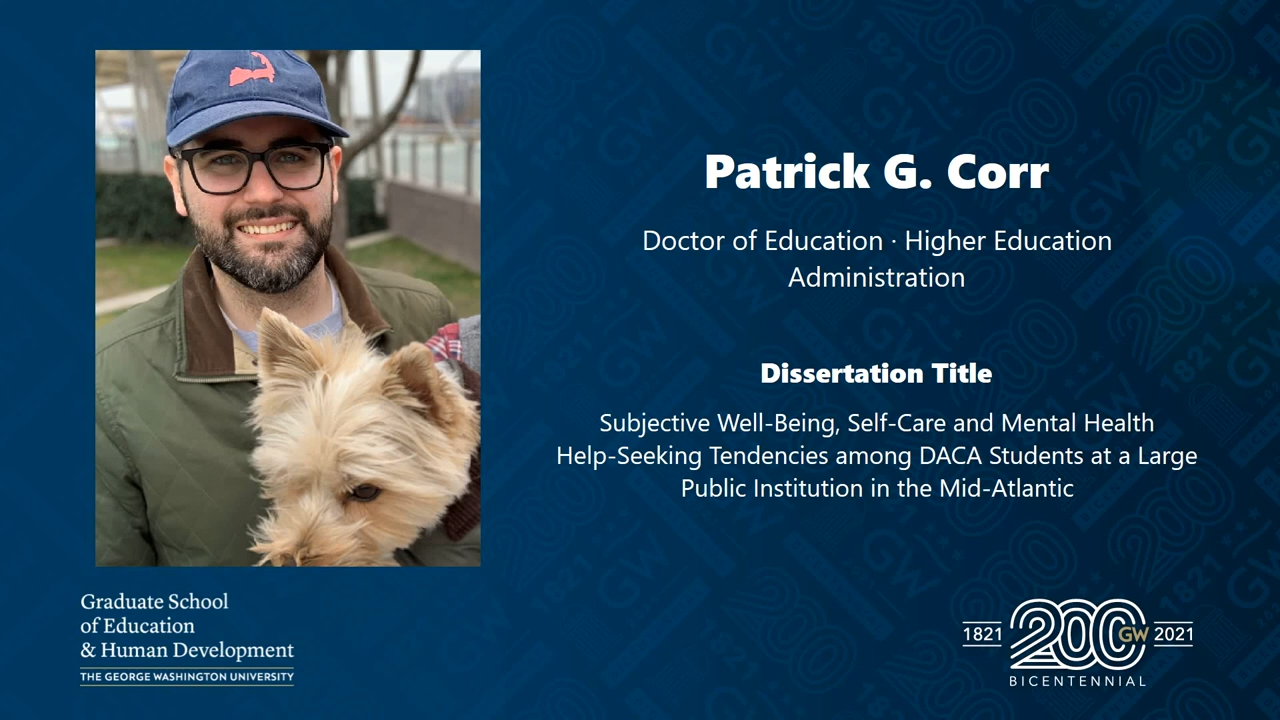 Patrick G. Corr
Doctor of Education · Higher Education
Administration
Dissertation Title
Subjective Well-Being, Self-Care and Mental Health
Help-Seeking Tendencies among DACA Students at a Large
Public Institution in the Mid-Atlantic
Graduate School
of Education
& Human Development
THE GEORGE WASHINGTON UNIVERSITY
1821 200 GW 2021
BICENTENNIAL